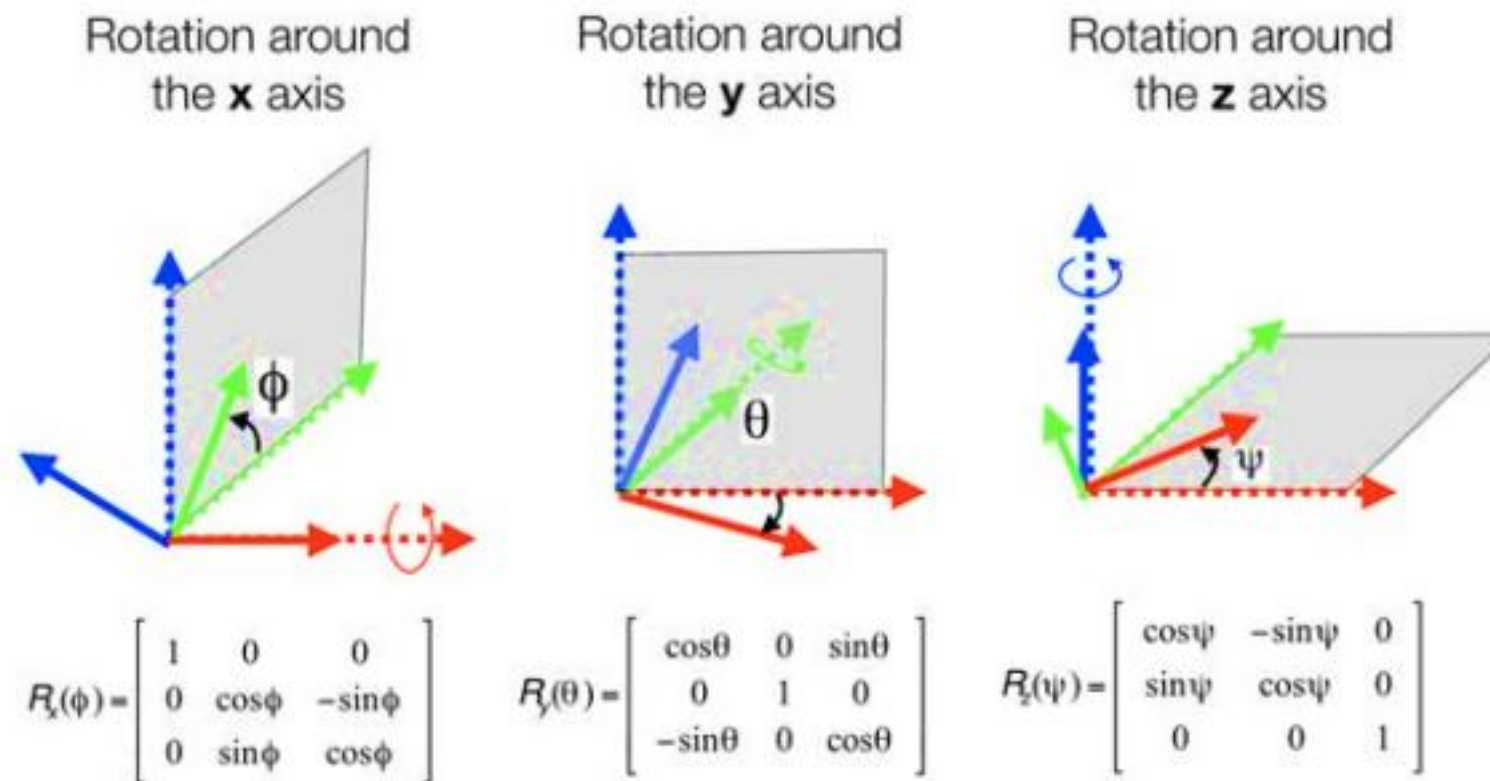 Rotation around
the x axis
Rotation around
the y axis
Rotation around
the z axis
ϕ
θ
ψ
Rx(ϕ)=
1 0 0
0 cosϕ -sinϕ
0 sinϕ cosϕ
Ry(θ)=
cosθ 0 sinθ
0 1 0
-sinθ 0 cosθ
Rz(ψ)=
cosψ -sinψ 0
sinψ cosψ 0
0 0 1